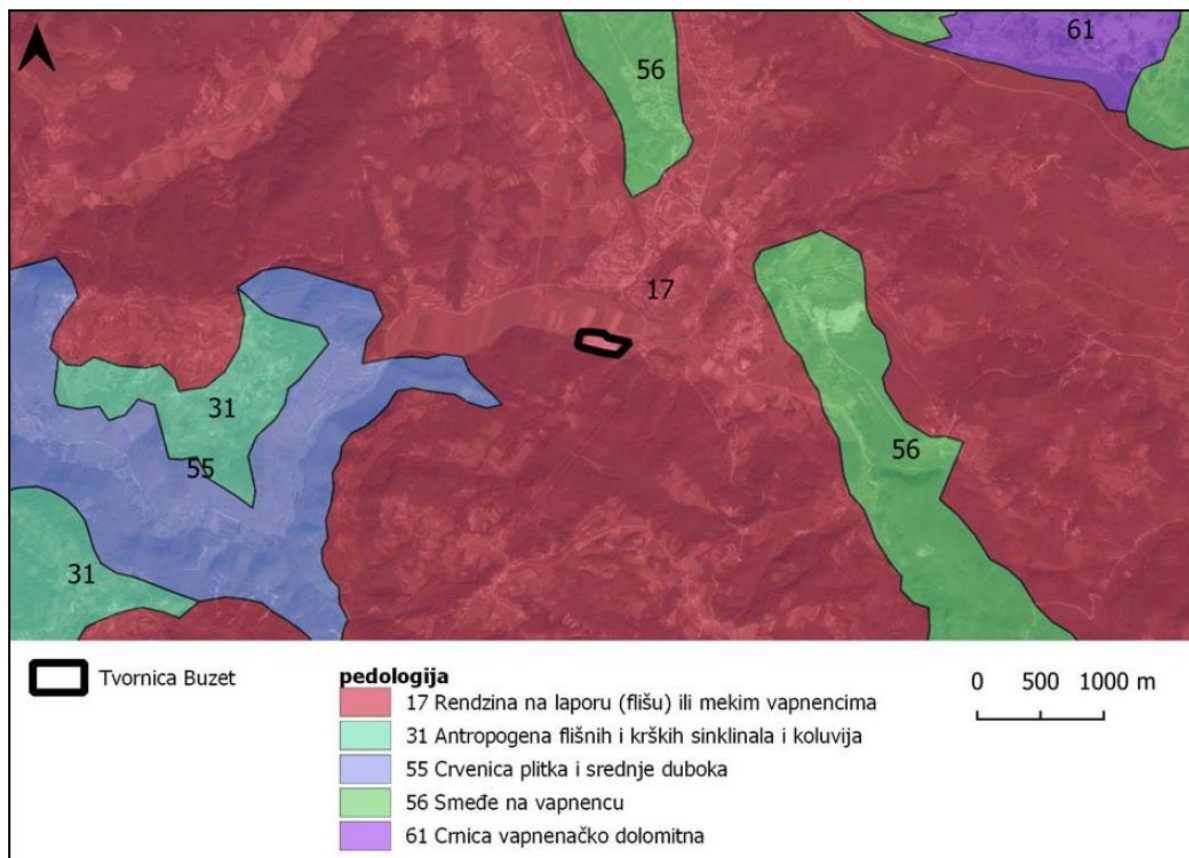 61
56
17
31
55
56
31
Tvornica Buzet
pedologija
17 Rendzina na laporu (flišu) ili mekim vapnencima
31 Antropogena flišnih i krških sinklinala i koluvija
55 Crvenica plitka i srednje duboka
56 Smeđe na vapnencu
61 Crnica vapnenačko dolomitna
0 500 1000 m